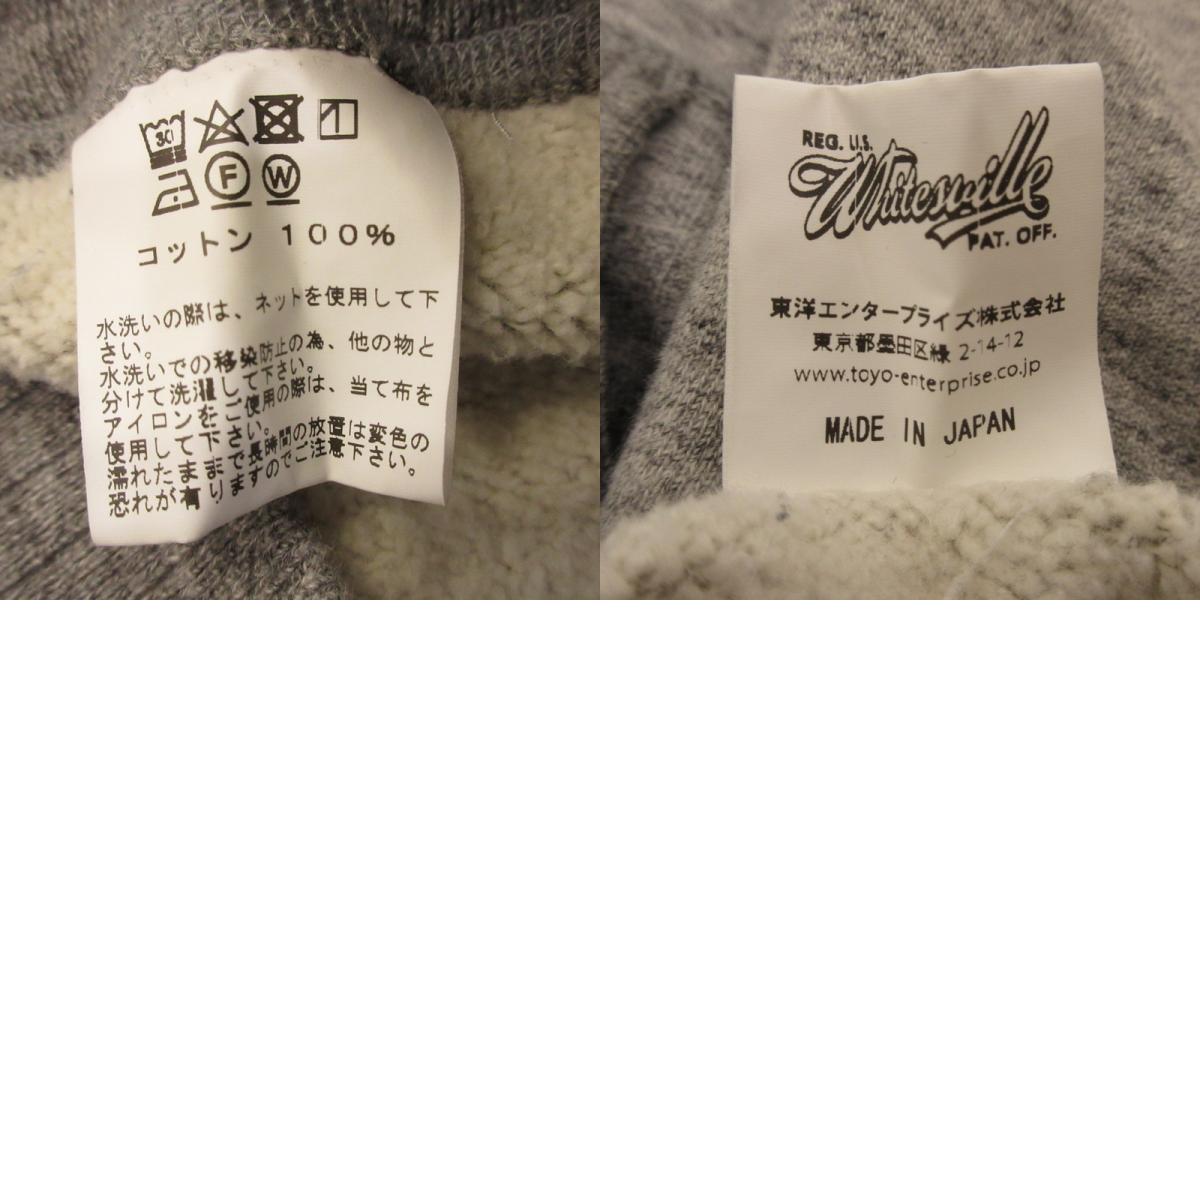 30
F W
コットン 100%
水洗いの際は、ネットを使用して下
さい。
水洗いでの移染防止の為、他の物と
分けて洗濯して下さい。
アイロンをご使用の際は、当て布を
使用して下さい。
濡れたままで長時間の放置は変色の
恐れが有りますのでご注意下さい。
REG. U.S.
Whitesville
PAT. OFF.
東洋エンタープライズ株式会社
東京都墨田区緑 2-14-12
www.toyo-enterprise.co.jp
MADE IN JAPAN